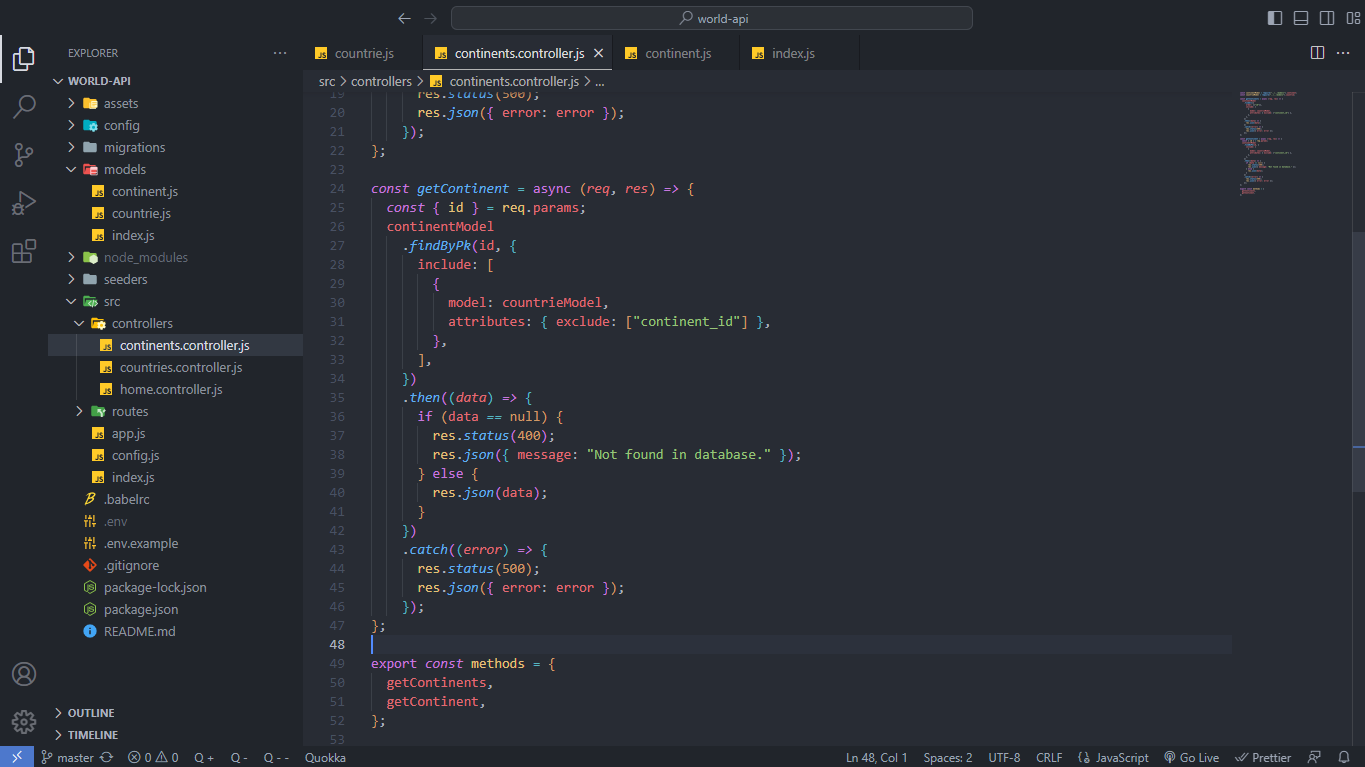 world-api
EXPLORER
countrie.js
continents.controller.js
continent.js
index.js
WORLD-API
src > controllers > continents.controller.js > ...
assets
config
migrations
models
continent.js
countrie.js
index.js
node_modules
seeders
src
controllers
continents.controller.js
countries.controller.js
home.controller.js
routes
app.js
config.js
index.js
.babelrc
.env
.env.example
.gitignore
package-lock.json
package.json
README.md
OUTLINE
TIMELINE
19 res.status(500);
20 res.json({ error: error });
21 });
22 };
23
24 const getContinent = async (req, res) => {
25 const { id } = req.params;
26 continentModel
27 .findByPk(id, {
28 include: [
29 {
30 model: countrieModel,
31 attributes: { exclude: ["continent_id"] },
32 },
33 ],
34 })
35 .then((data) => {
36 if (data == null) {
37 res.status(400);
38 res.json({ message: "Not found in database." });
39 } else {
40 res.json(data);
41 }
42 })
43 .catch((error) => {
44 res.status(500);
45 res.json({ error: error });
46 });
47 };
48
49 export const methods = {
50 getContinents,
51 getContinent,
52 };
53
master
0 0
Q +
Q -
Q - -
Quokka
Ln 48, Col 1
Spaces: 2
UTF-8
CRLF
JavaScript
Go Live
Prettier